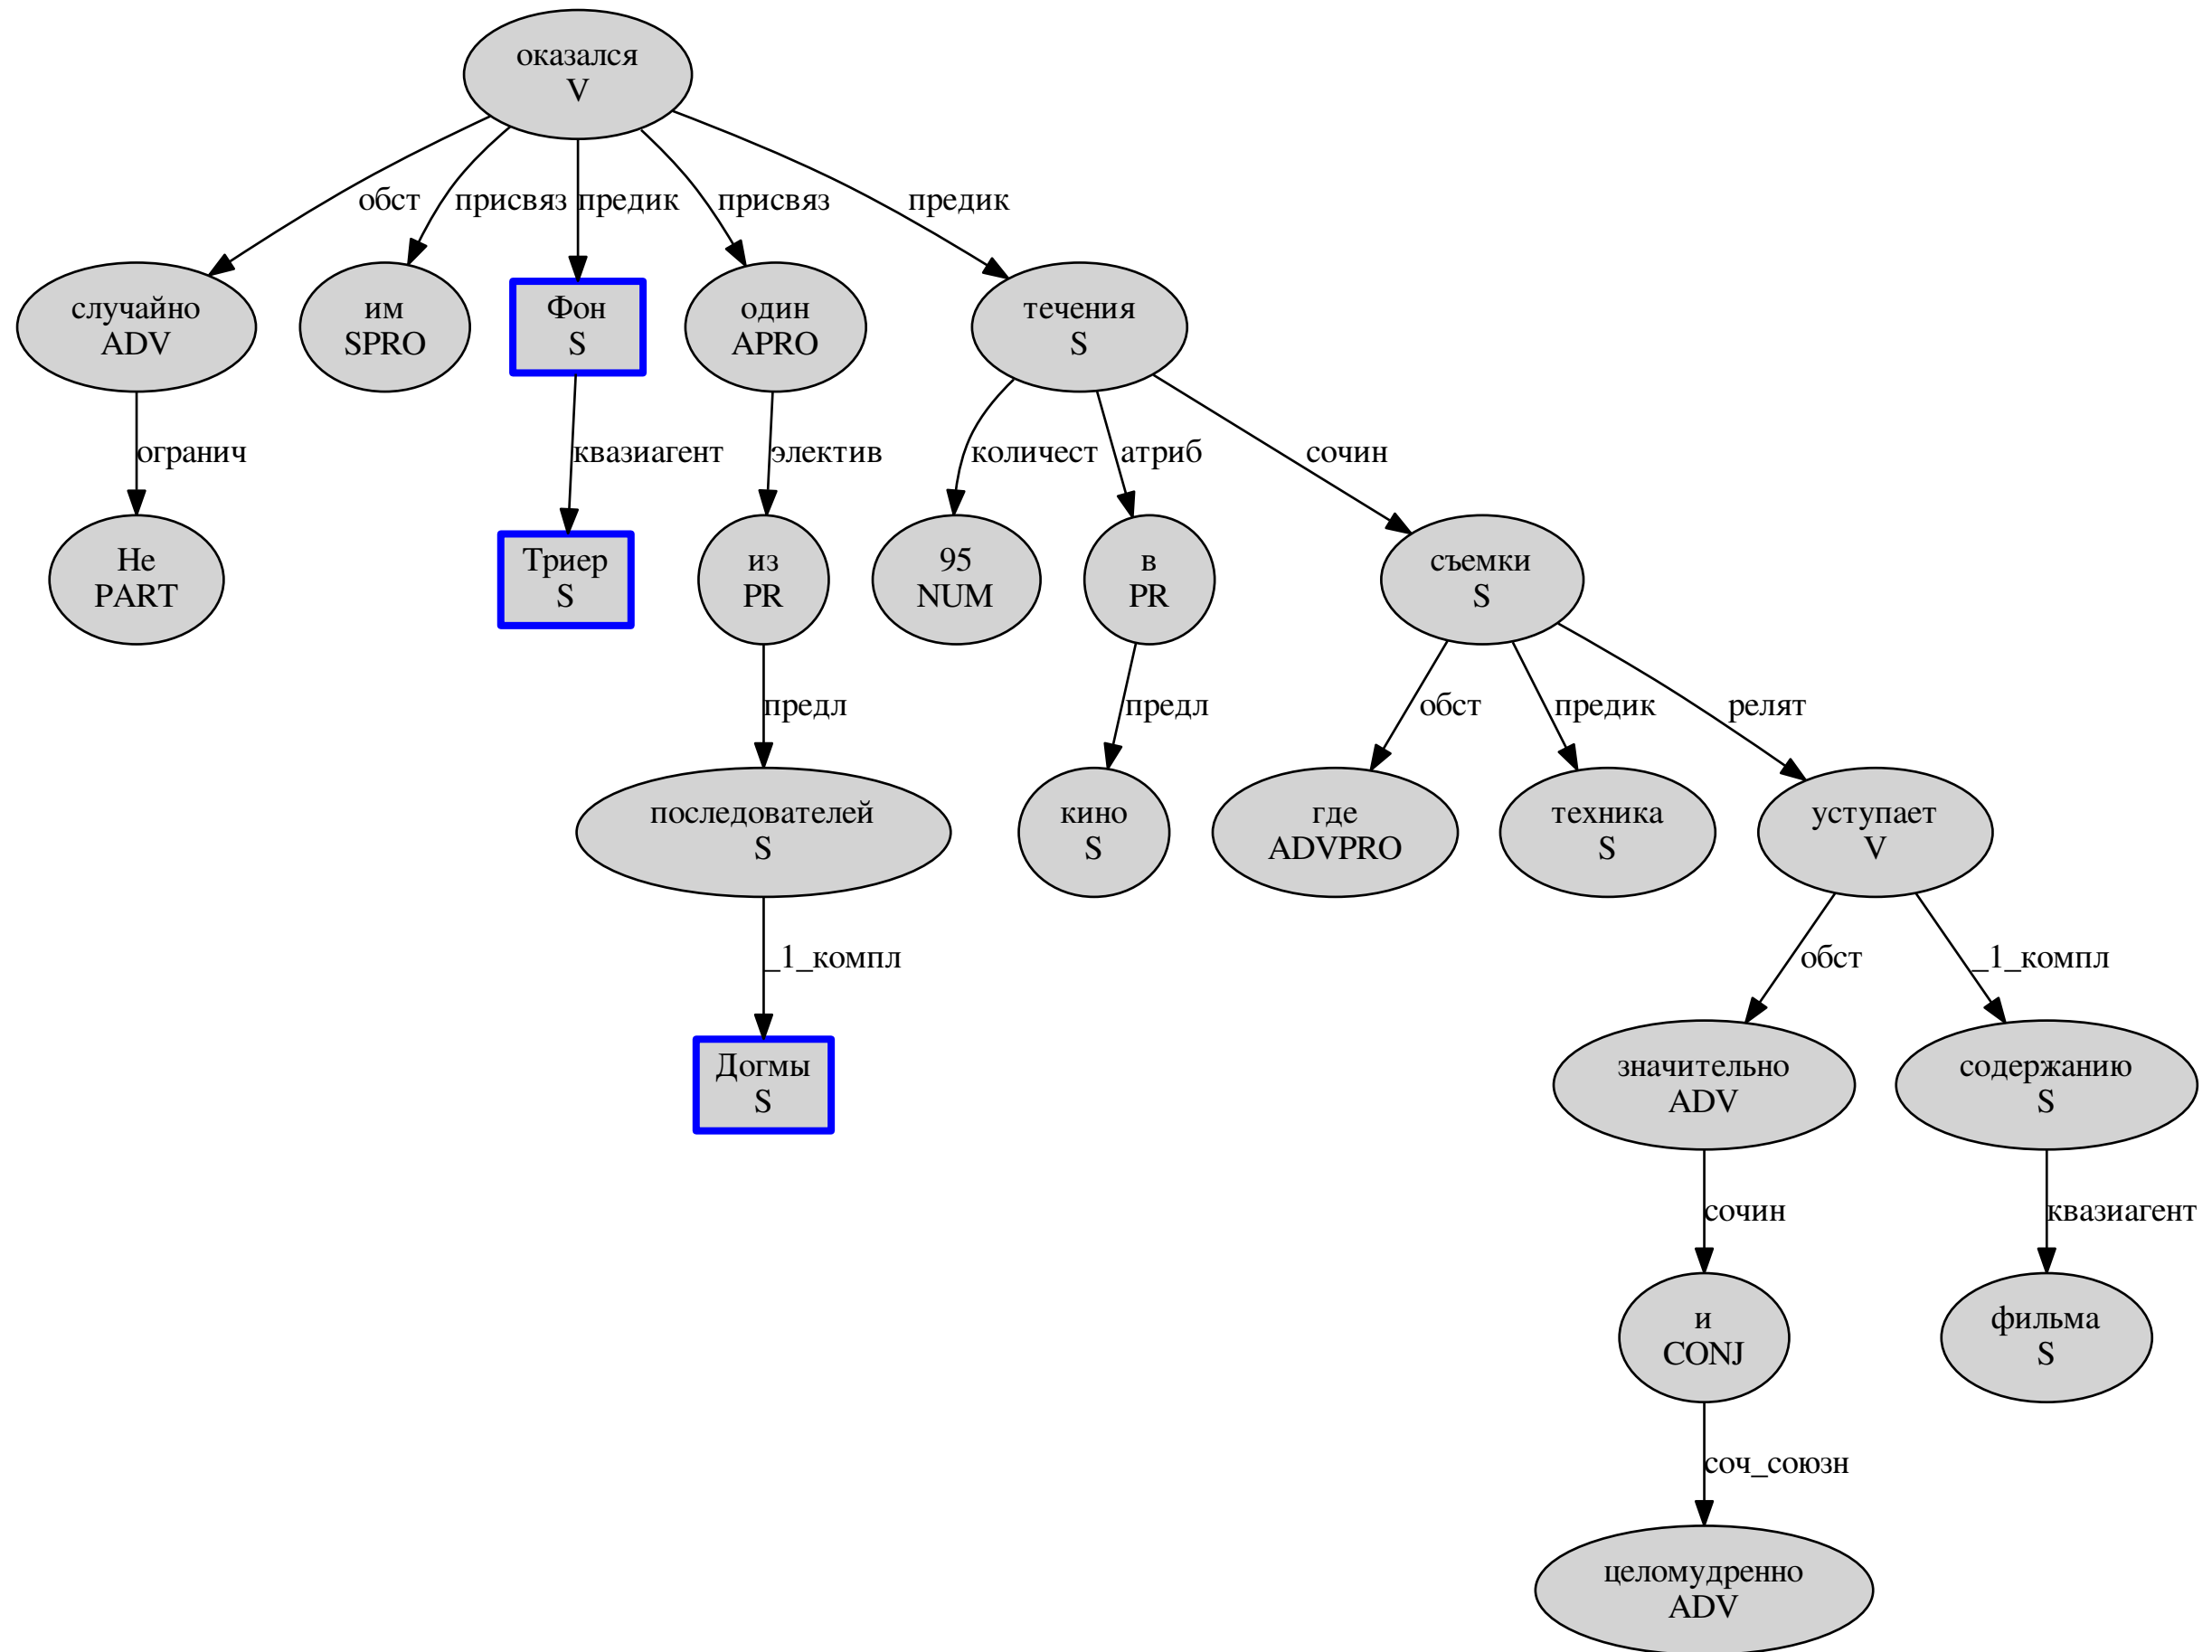 оказался
V
обст
присвяз
предик
присвяз
предик
случайно
ADV
им
SPRO
Фон
S
один
APRO
течения
S
огранич
квазиагент
электив
количест
атриб
сочин
Не
PART
Триер
S
из
PR
95
NUM
в
PR
съемки
S
предл
предл
обст
предик
релят
последователей
S
кино
S
где
ADVPRO
техника
S
уступает
V
_1_компл
обст
_1_компл
Догмы
S
значительно
ADV
содержанию
S
сочин
квазиагент
и
CONJ
фильма
S
соч_союзн
целомудренно
ADV